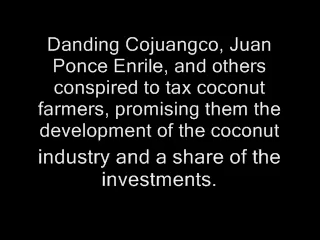 Danding Cojuangco, Juan
Ponce Enrile, and others
conspired to tax coconut
farmers, promising them the
development of the coconut
industry and a share of the
investments.